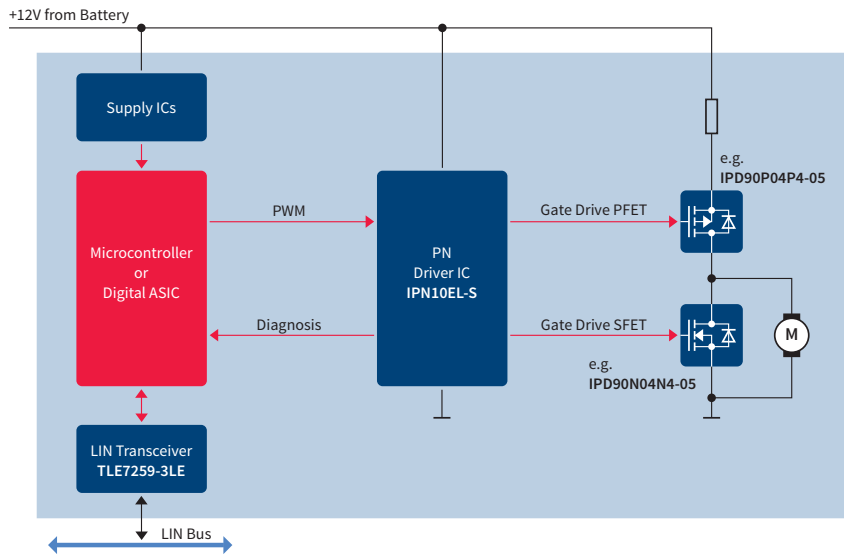 +12V from Battery
Supply ICs
e.g.
IPD90P04P4-05
PWM
Gate Drive PFET
Microcontroller
or
Digital ASIC
PN
Driver IC
IPN10EL-S
Diagnosis
Gate Drive SFET
M
e.g.
IPD90N04N4-05
LIN Transceiver
TLE7259-3LE
LIN Bus